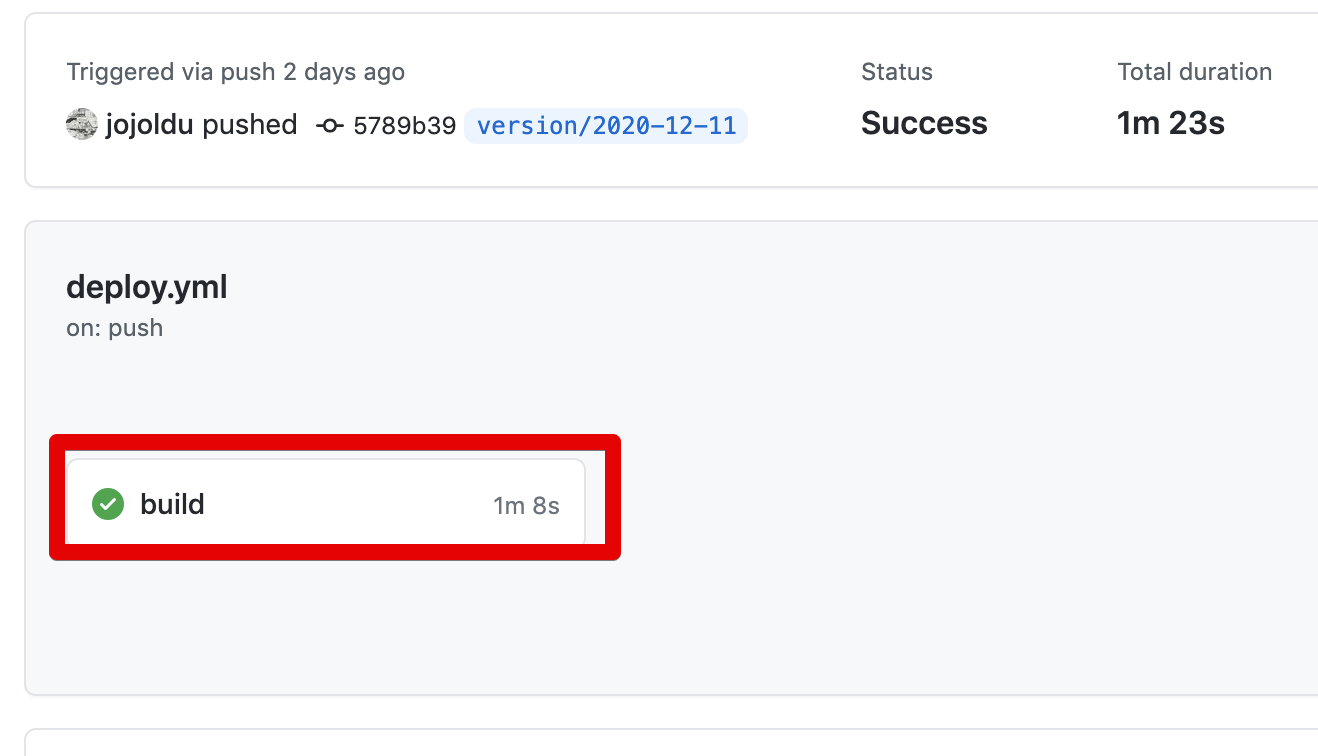 Triggered via push 2 days ago
Status
Total duration
jojoldu pushed 5789b39 version/2020-12-11
Success
1m 23s
deploy.yml
on: push
build 1m 8s